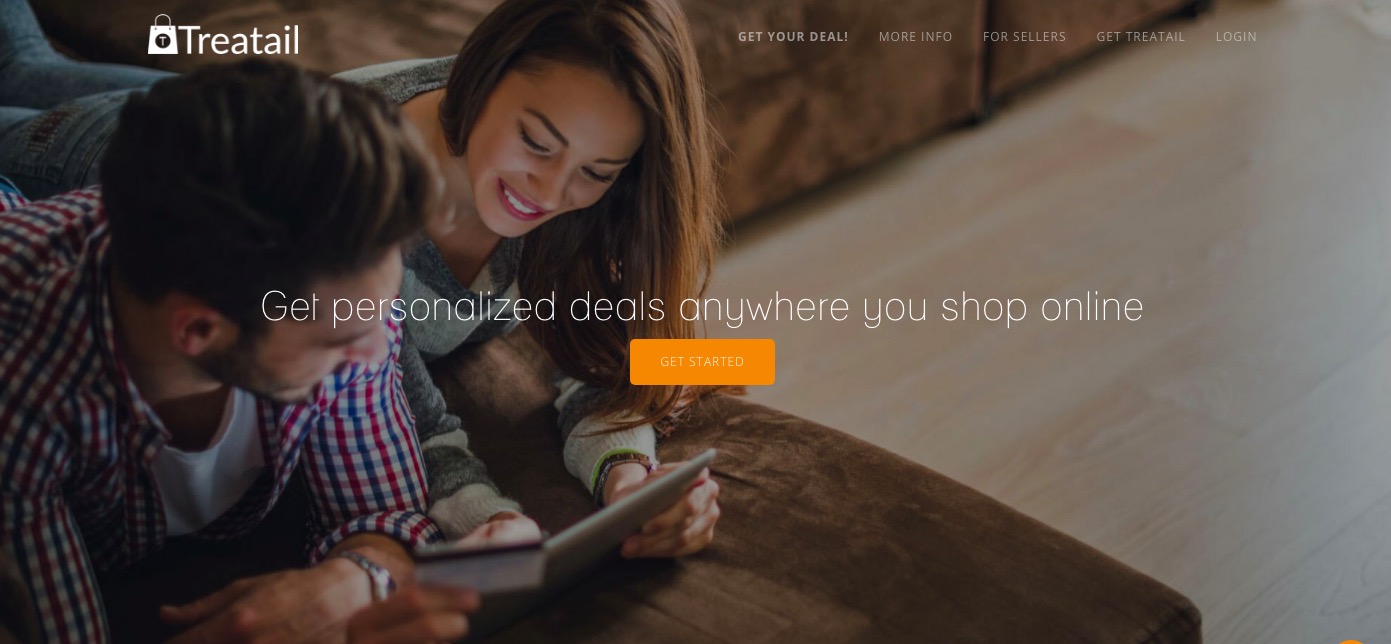 Treatail
GET YOUR DEAL! MORE INFO FOR SELLERS GET TREATAIL LOGIN
Get personalized deals anywhere you shop online
GET STARTED